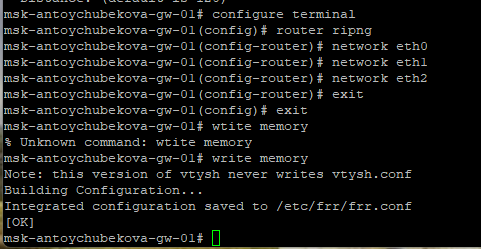 Distance: (default is 120)
msk-antoychubekova-gw-01# configure terminal
msk-antoychubekova-gw-01(config)# router ripng
msk-antoychubekova-gw-01(config-router)# network eth0
msk-antoychubekova-gw-01(config-router)# network eth1
msk-antoychubekova-gw-01(config-router)# network eth2
msk-antoychubekova-gw-01(config-router)# exit
msk-antoychubekova-gw-01(config)# exit
msk-antoychubekova-gw-01# wtite memory
% Unknown command: wtite memory
msk-antoychubekova-gw-01# write memory
Note: this version of vtysh never writes vtysh.conf
Building Configuration...
Integrated configuration saved to /etc/frr/frr.conf
[OK]
msk-antoychubekova-gw-01#